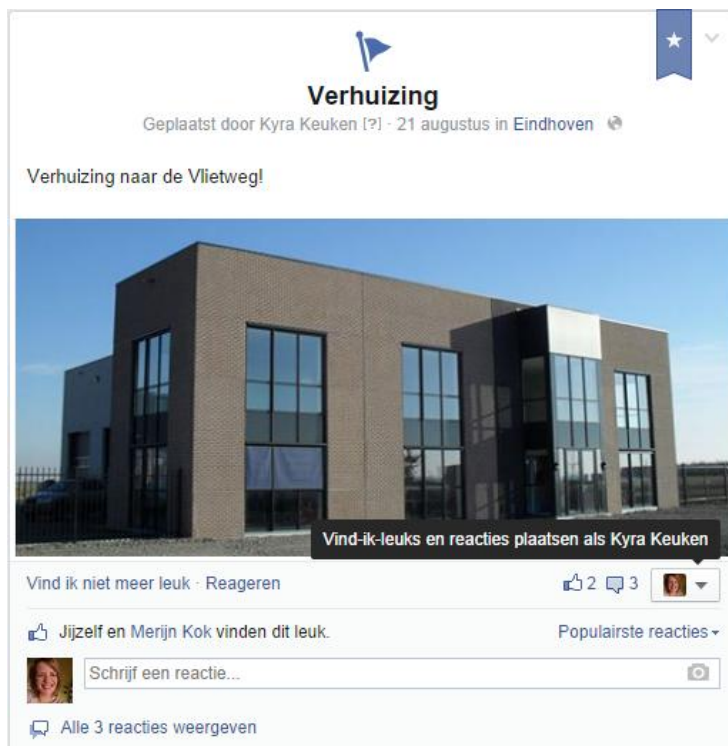 Verhuizing
Geplaatst door Kyra Keuken [?] · 21 augustus in Eindhoven
Verhuizing naar de Vlietweg!
Vind-ik-leuks en reacties plaatsen als Kyra Keuken
Vind ik niet meer leuk · Reageren 2 3
Jijzelf en Merijn Kok vinden dit leuk. Populairste reacties
Schrijf een reactie...
Alle 3 reacties weergeven